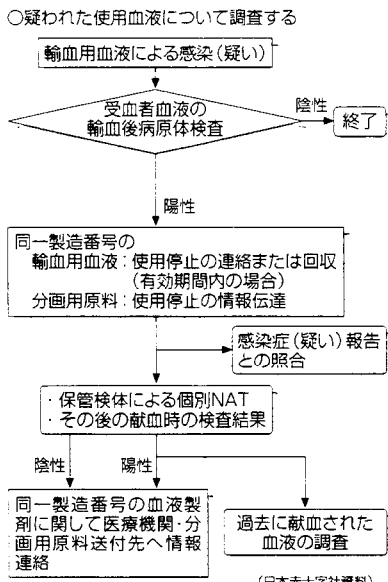 ○疑われた使用血液について調査する
輸血用血液による感染(疑い)
受血者血液の
輸血後病原体検査
陰性
終了
陽性
同一製造番号の
輸血用血液：使用停止の連絡または回収
(有効期間内の場合)
分画用原料：使用停止の情報伝達
感染症(疑い)報告
との照合
・保管検体による個別NAT
・その後の献血時の検査結果
陰性
陽性
同一製造番号の血液製
剤に関して医療機関・分
画用原料送付先へ情報
連絡
過去に献血された
血液の調査
(日本赤十字社資料)